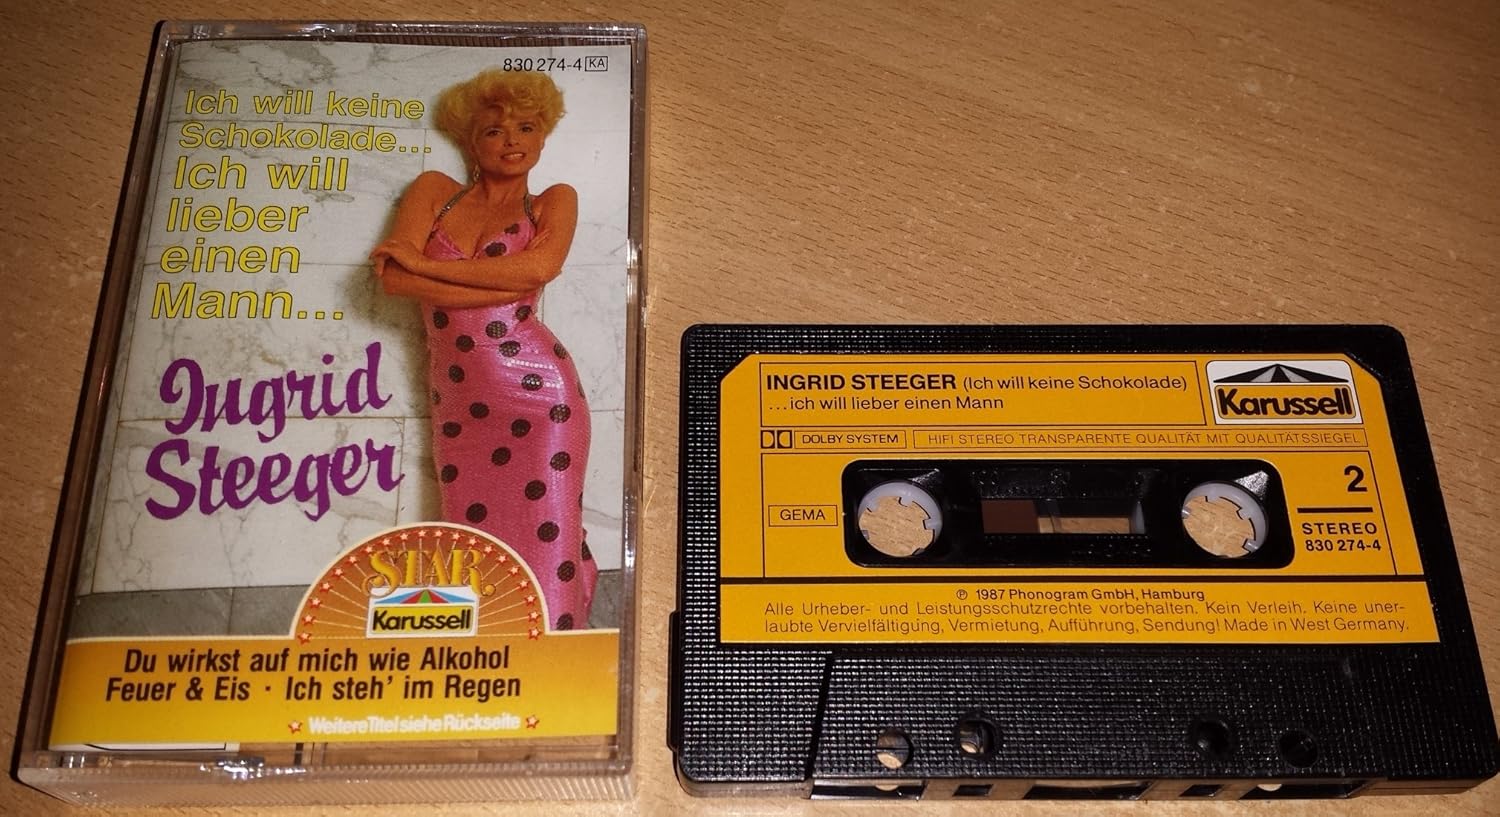 830 274-4 KA
Ich will keine
Schokolade...
Ich will
lieber
einen
Mann...
Ingrid
Steeger
STAR
Karussell
Du wirkst auf mich wie Alkohol
Feuer & Eis · Ich steh' im Regen
Weitere Titel siehe Rückseite
INGRID STEEGER (Ich will keine Schokolade)
...ich will lieber einen Mann
Karussell
DOLBY SYSTEM
HIFI STEREO TRANSPARENTE QUALITÄT MIT QUALITÄTSSIEGEL
GEMA
2
STEREO
830 274-4
℗ 1987 Phonogram GmbH, Hamburg
Alle Urheber- und Leistungsschutzrechte vorbehalten. Kein Verleih. Keine uner-
laubte Vervielfältigung, Vermietung, Aufführung, Sendung! Made in West Germany.